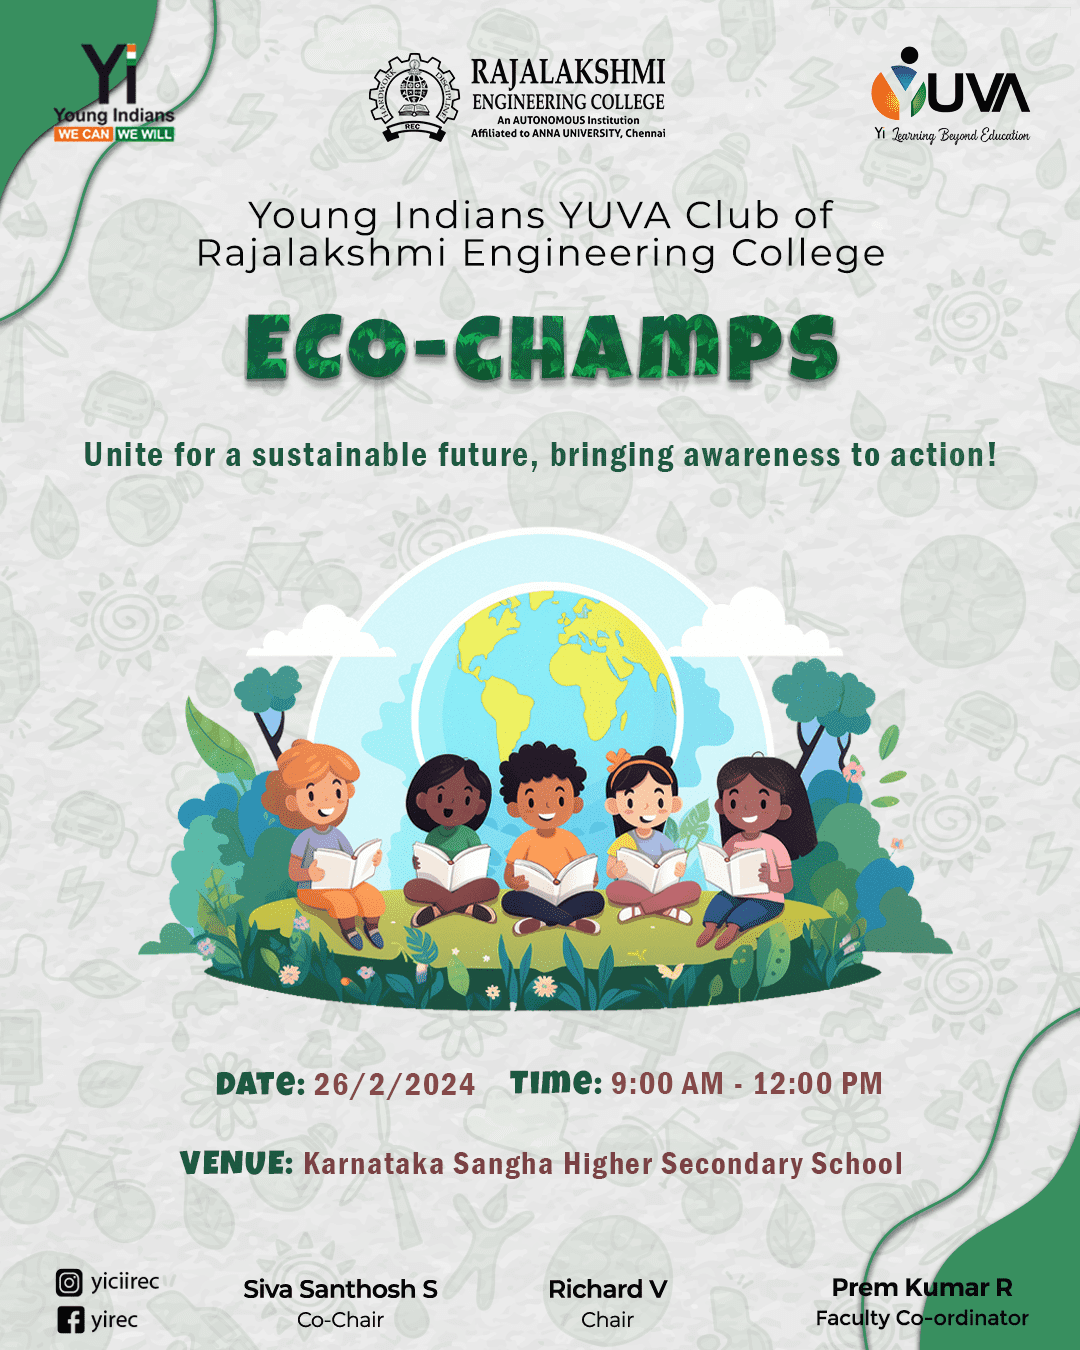 Yi
Young Indians
WE CAN WE WILL
HARDWORK DISCIPLINE
REC
RAJALAKSHMI
ENGINEERING COLLEGE
An AUTONOMOUS Institution
Affiliated to ANNA UNIVERSITY, Chennai
YUVA
Yi Learning Beyond Education
Young Indians YUVA Club of
Rajalakshmi Engineering College
ECO-CHAMPS
Unite for a sustainable future, bringing awareness to action!
DATE: 26/2/2024 TIME: 9:00 AM - 12:00 PM
VENUE: Karnataka Sangha Higher Secondary School
yiciirec
yirec
Siva Santhosh S
Co-Chair
Richard V
Chair
Prem Kumar R
Faculty Co-ordinator